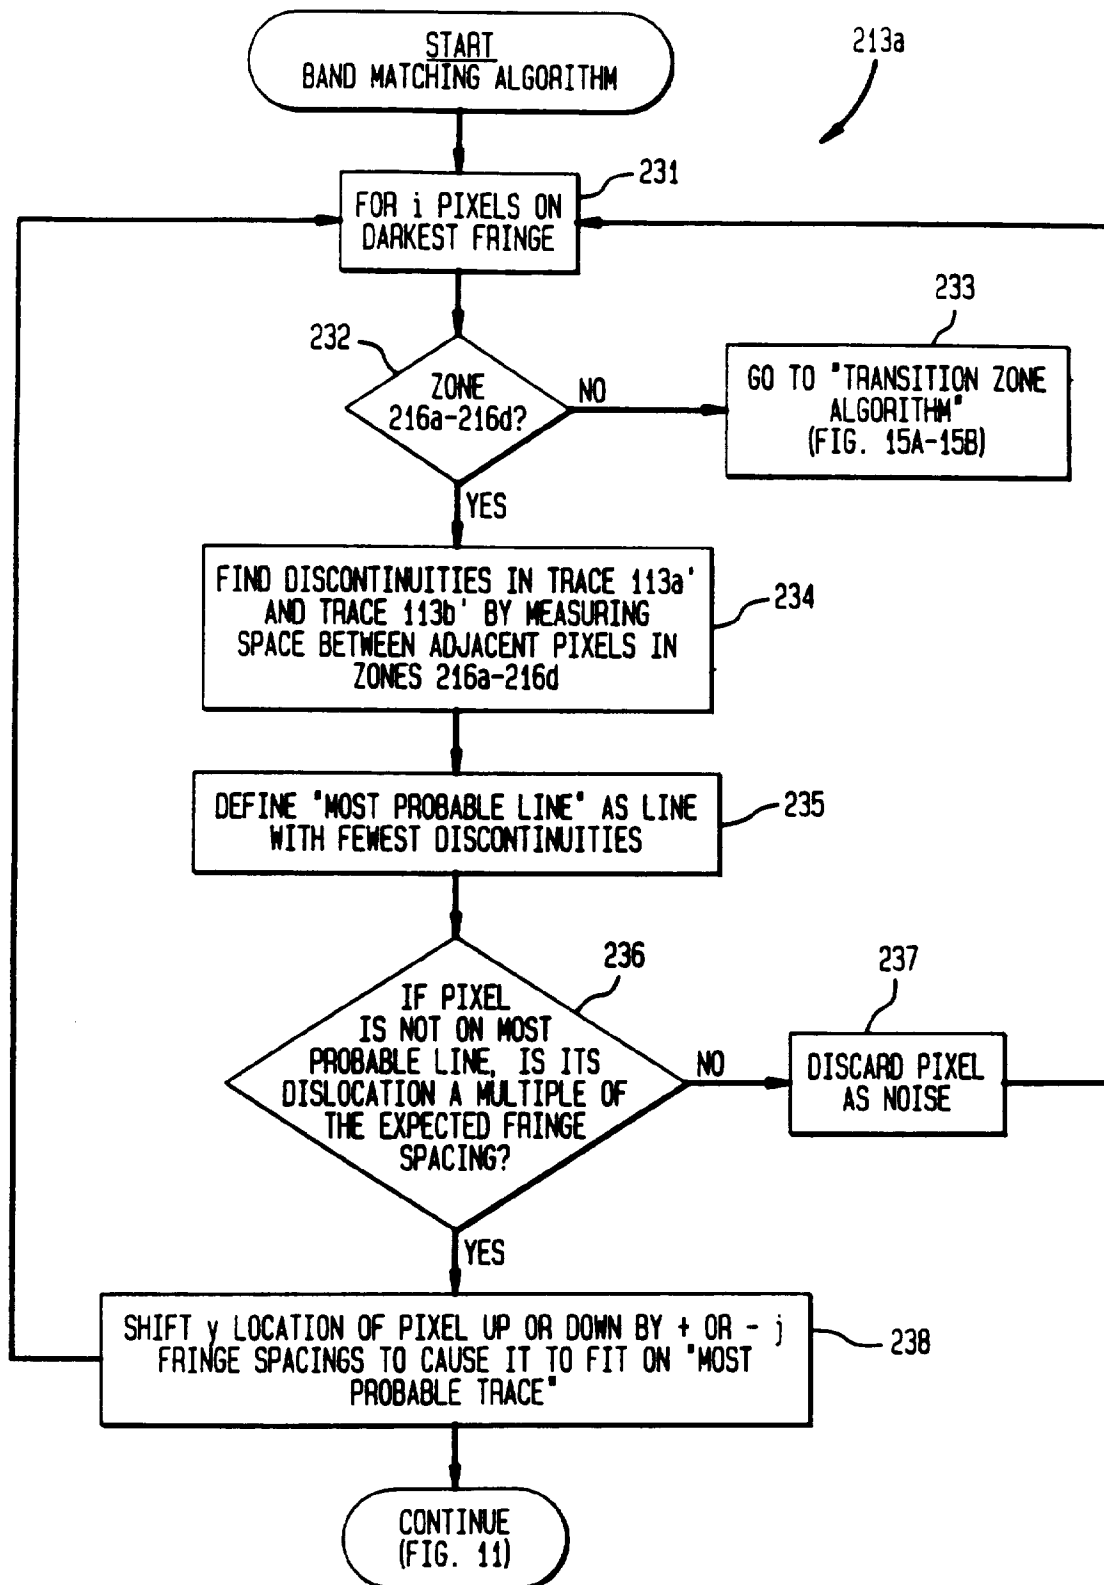 START
BAND MATCHING ALGORITHM
213a
231
FOR i PIXELS ON
DARKEST FRINGE
232
ZONE
216a-216d?
NO
233
GO TO "TRANSITION ZONE
ALGORITHM"
(FIG. 15A-15B)
YES
FIND DISCONTINUITIES IN TRACE 113a'
AND TRACE 113b' BY MEASURING
SPACE BETWEEN ADJACENT PIXELS IN
ZONES 216a-216d
234
DEFINE "MOST PROBABLE LINE" AS LINE
WITH FEWEST DISCONTINUITIES
235
236
IF PIXEL
IS NOT ON MOST
PROBABLE LINE, IS ITS
DISLOCATION A MULTIPLE OF
THE EXPECTED FRINGE
SPACING?
NO
237
DISCARD PIXEL
AS NOISE
YES
SHIFT y LOCATION OF PIXEL UP OR DOWN BY + OR - j
FRINGE SPACINGS TO CAUSE IT TO FIT ON "MOST
PROBABLE TRACE"
238
CONTINUE
(FIG. 11)